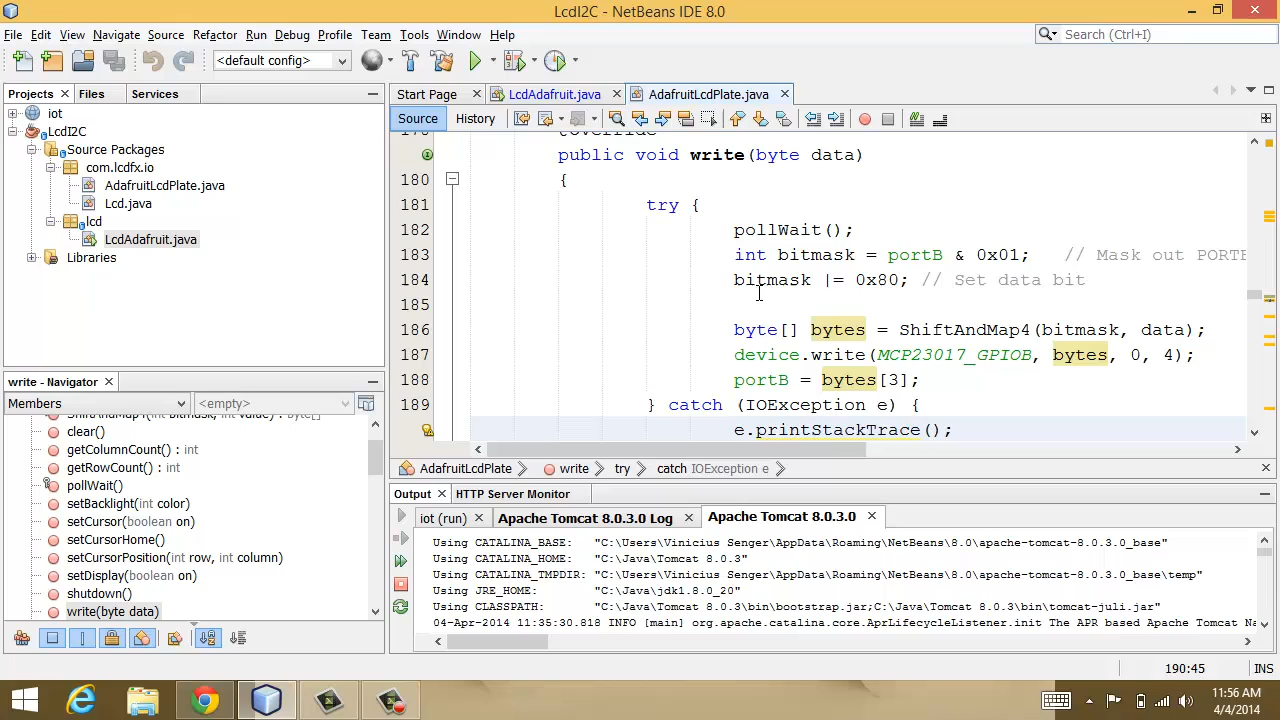 LcdI2C - NetBeans IDE 8.0
File Edit View Navigate Source Refactor Run Debug Profile Team Tools Window Help
Search (Ctrl+I)
<default config>
Projects Files Services
iot
LcdI2C
Source Packages
com.lcdfx.io
AdafruitLcdPlate.java
Lcd.java
lcd
LcdAdafruit.java
Libraries
write - Navigator
Members <empty>
ShiftAndMap4(int bitmask, int value) : byte[]
clear()
getColumnCount() : int
getRowCount() : int
pollWait()
setBacklight(int color)
setCursor(boolean on)
setCursorHome()
setCursorPosition(int row, int column)
setDisplay(boolean on)
shutdown()
write(byte data)
Start Page LcdAdafruit.java AdafruitLcdPlate.java
Source History
@Override
public void write(byte data)
180 {
181 try {
182 pollWait();
183 int bitmask = portB & 0x01; // Mask out PORTB
184 bitmask |= 0x80; // Set data bit
185
186 byte[] bytes = ShiftAndMap4(bitmask, data);
187 device.write(MCP23017_GPIOB, bytes, 0, 4);
188 portB = bytes[3];
189 } catch (IOException e) {
e.printStackTrace();
AdafruitLcdPlate write try catch IOException e
Output HTTP Server Monitor
iot (run) Apache Tomcat 8.0.3.0 Log Apache Tomcat 8.0.3.0
Using CATALINA_BASE: "C:\Users\Vinicius Senger\AppData\Roaming\NetBeans\8.0\apache-tomcat-8.0.3.0_base"
Using CATALINA_HOME: "C:\Java\Tomcat 8.0.3"
Using CATALINA_TMPDIR: "C:\Users\Vinicius Senger\AppData\Roaming\NetBeans\8.0\apache-tomcat-8.0.3.0_base\temp"
Using JRE_HOME: "C:\Java\jdk1.8.0_20"
Using CLASSPATH: "C:\Java\Tomcat 8.0.3\bin\bootstrap.jar;C:\Java\Tomcat 8.0.3\bin\tomcat-juli.jar"
04-Apr-2014 11:35:30.818 INFO [main] org.apache.catalina.core.AprLifecycleListener.init The APR based Apache Tomcat Na
190:45 INS
11:56 AM
4/4/2014